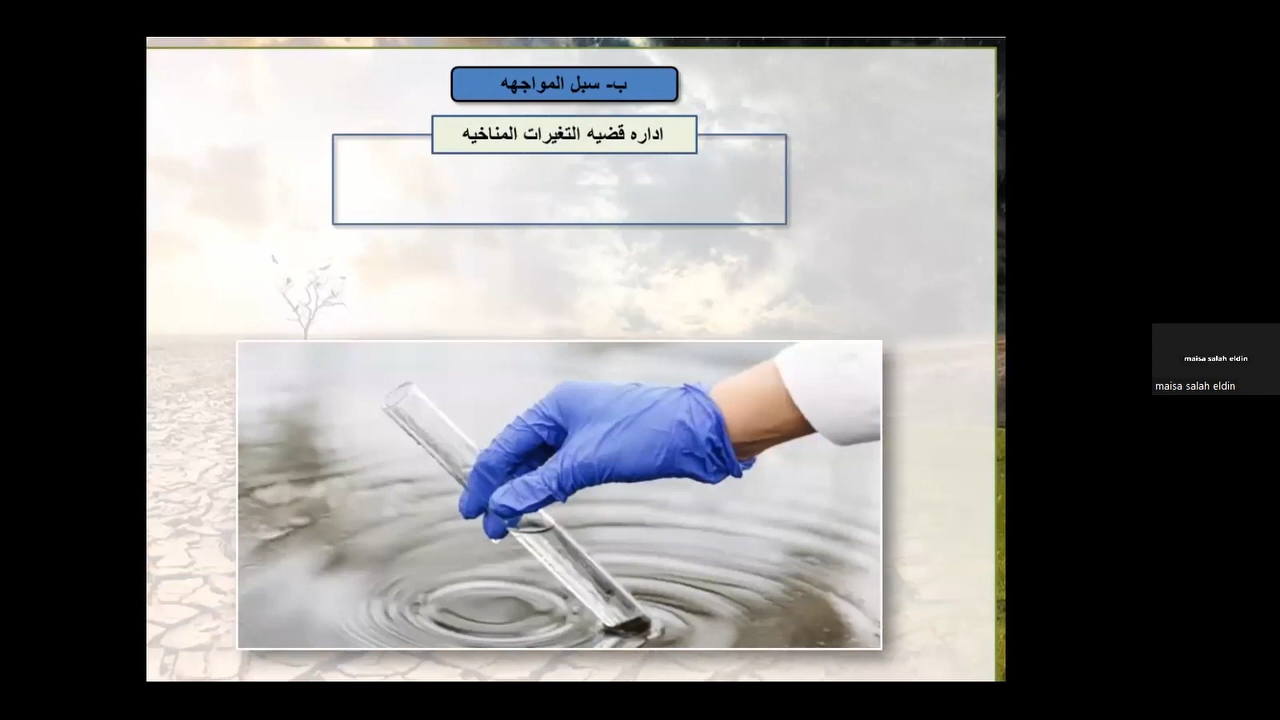 ب- سبل المواجهه
اداره قضيه التغيرات المناخيه
maisa salah eldin
maisa salah eldin